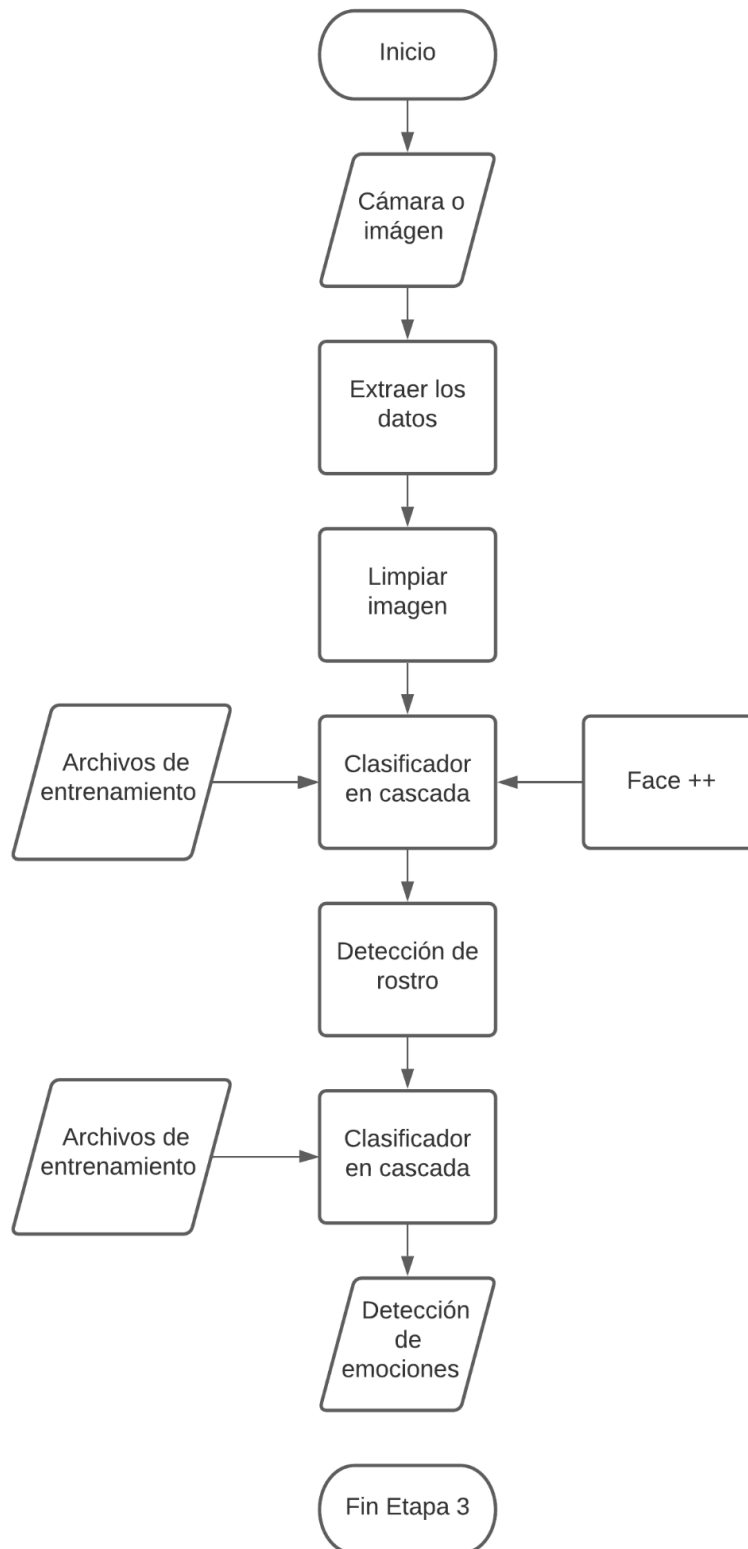 Inicio
Cámara o
imágen
Extraer los
datos
Limpiar
imagen
Archivos de
entrenamiento
Clasificador
en cascada
Face ++
Detección de
rostro
Archivos de
entrenamiento
Clasificador
en cascada
Detección
de
emociones
Fin Etapa 3